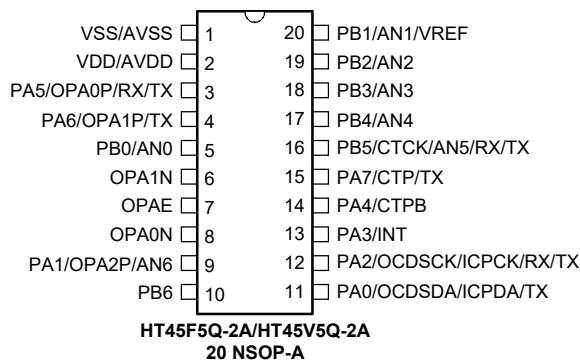 VSS/AVSS 1 20 PB1/AN1/VREF
VDD/AVDD 2 19 PB2/AN2
PA5/OPA0P/RX/TX 3 18 PB3/AN3
PA6/OPA1P/TX 4 17 PB4/AN4
PB0/AN0 5 16 PB5/CTCK/AN5/RX/TX
OPA1N 6 15 PA7/CTP/TX
OPAE 7 14 PA4/CTPB
OPA0N 8 13 PA3/INT
PA1/OPA2P/AN6 9 12 PA2/OCDSCK/ICPCK/RX/TX
PB6 10 11 PA0/OCDSDA/ICPDA/TX
HT45F5Q-2A/HT45V5Q-2A
20 NSOP-A